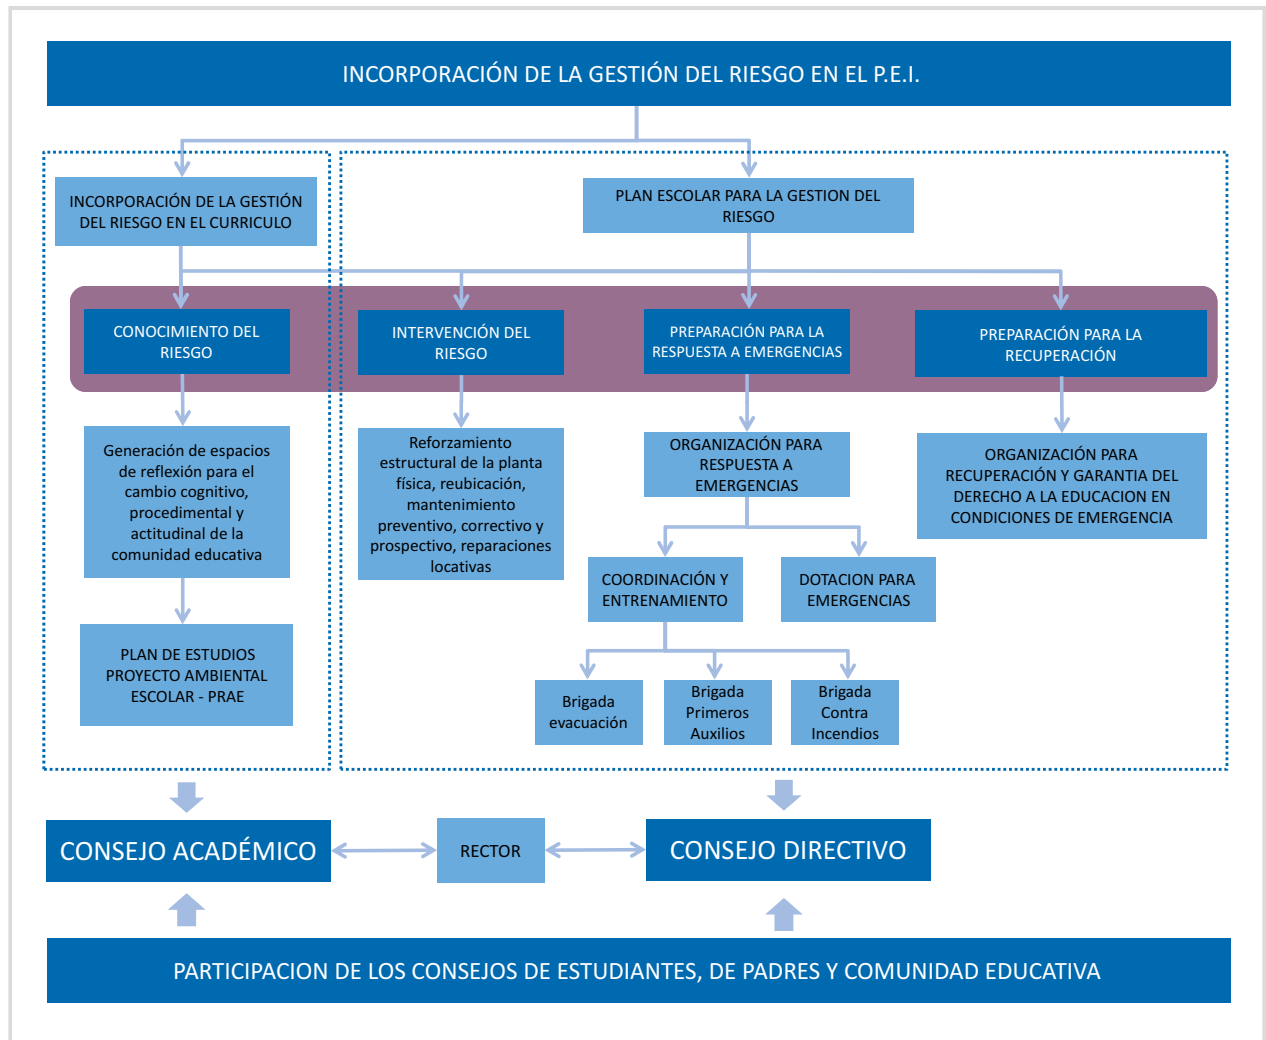 INCORPORACIÓN DE LA GESTIÓN DEL RIESGO EN EL P.E.I.
INCORPORACIÓN DE LA GESTIÓN
DEL RIESGO EN EL CURRICULO
PLAN ESCOLAR PARA LA GESTION DEL
RIESGO
CONOCIMIENTO DEL
RIESGO
INTERVENCIÓN DEL
RIESGO
PREPARACIÓN PARA LA
RESPUESTA A EMERGENCIAS
PREPARACIÓN PARA LA
RECUPERACIÓN
Generación de espacios
de reflexión para el
cambio cognitivo,
procedimental y
actitudinal de la
comunidad educativa
Reforzamiento
estructural de la planta
física, reubicación,
mantenimiento
preventivo, correctivo y
prospectivo, reparaciones
locativas
ORGANIZACIÓN PARA
RESPUESTA A
EMERGENCIAS
ORGANIZACIÓN PARA
RECUPERACIÓN Y GARANTIA DEL
DERECHO A LA EDUCACION EN
CONDICIONES DE EMERGENCIA
COORDINACIÓN Y
ENTRENAMIENTO
DOTACION PARA
EMERGENCIAS
PLAN DE ESTUDIOS
PROYECTO AMBIENTAL
ESCOLAR - PRAE
Brigada
evacuación
Brigada
Primeros
Auxilios
Brigada
Contra
Incendios
CONSEJO ACADÉMICO
RECTOR
CONSEJO DIRECTIVO
PARTICIPACION DE LOS CONSEJOS DE ESTUDIANTES, DE PADRES Y COMUNIDAD EDUCATIVA